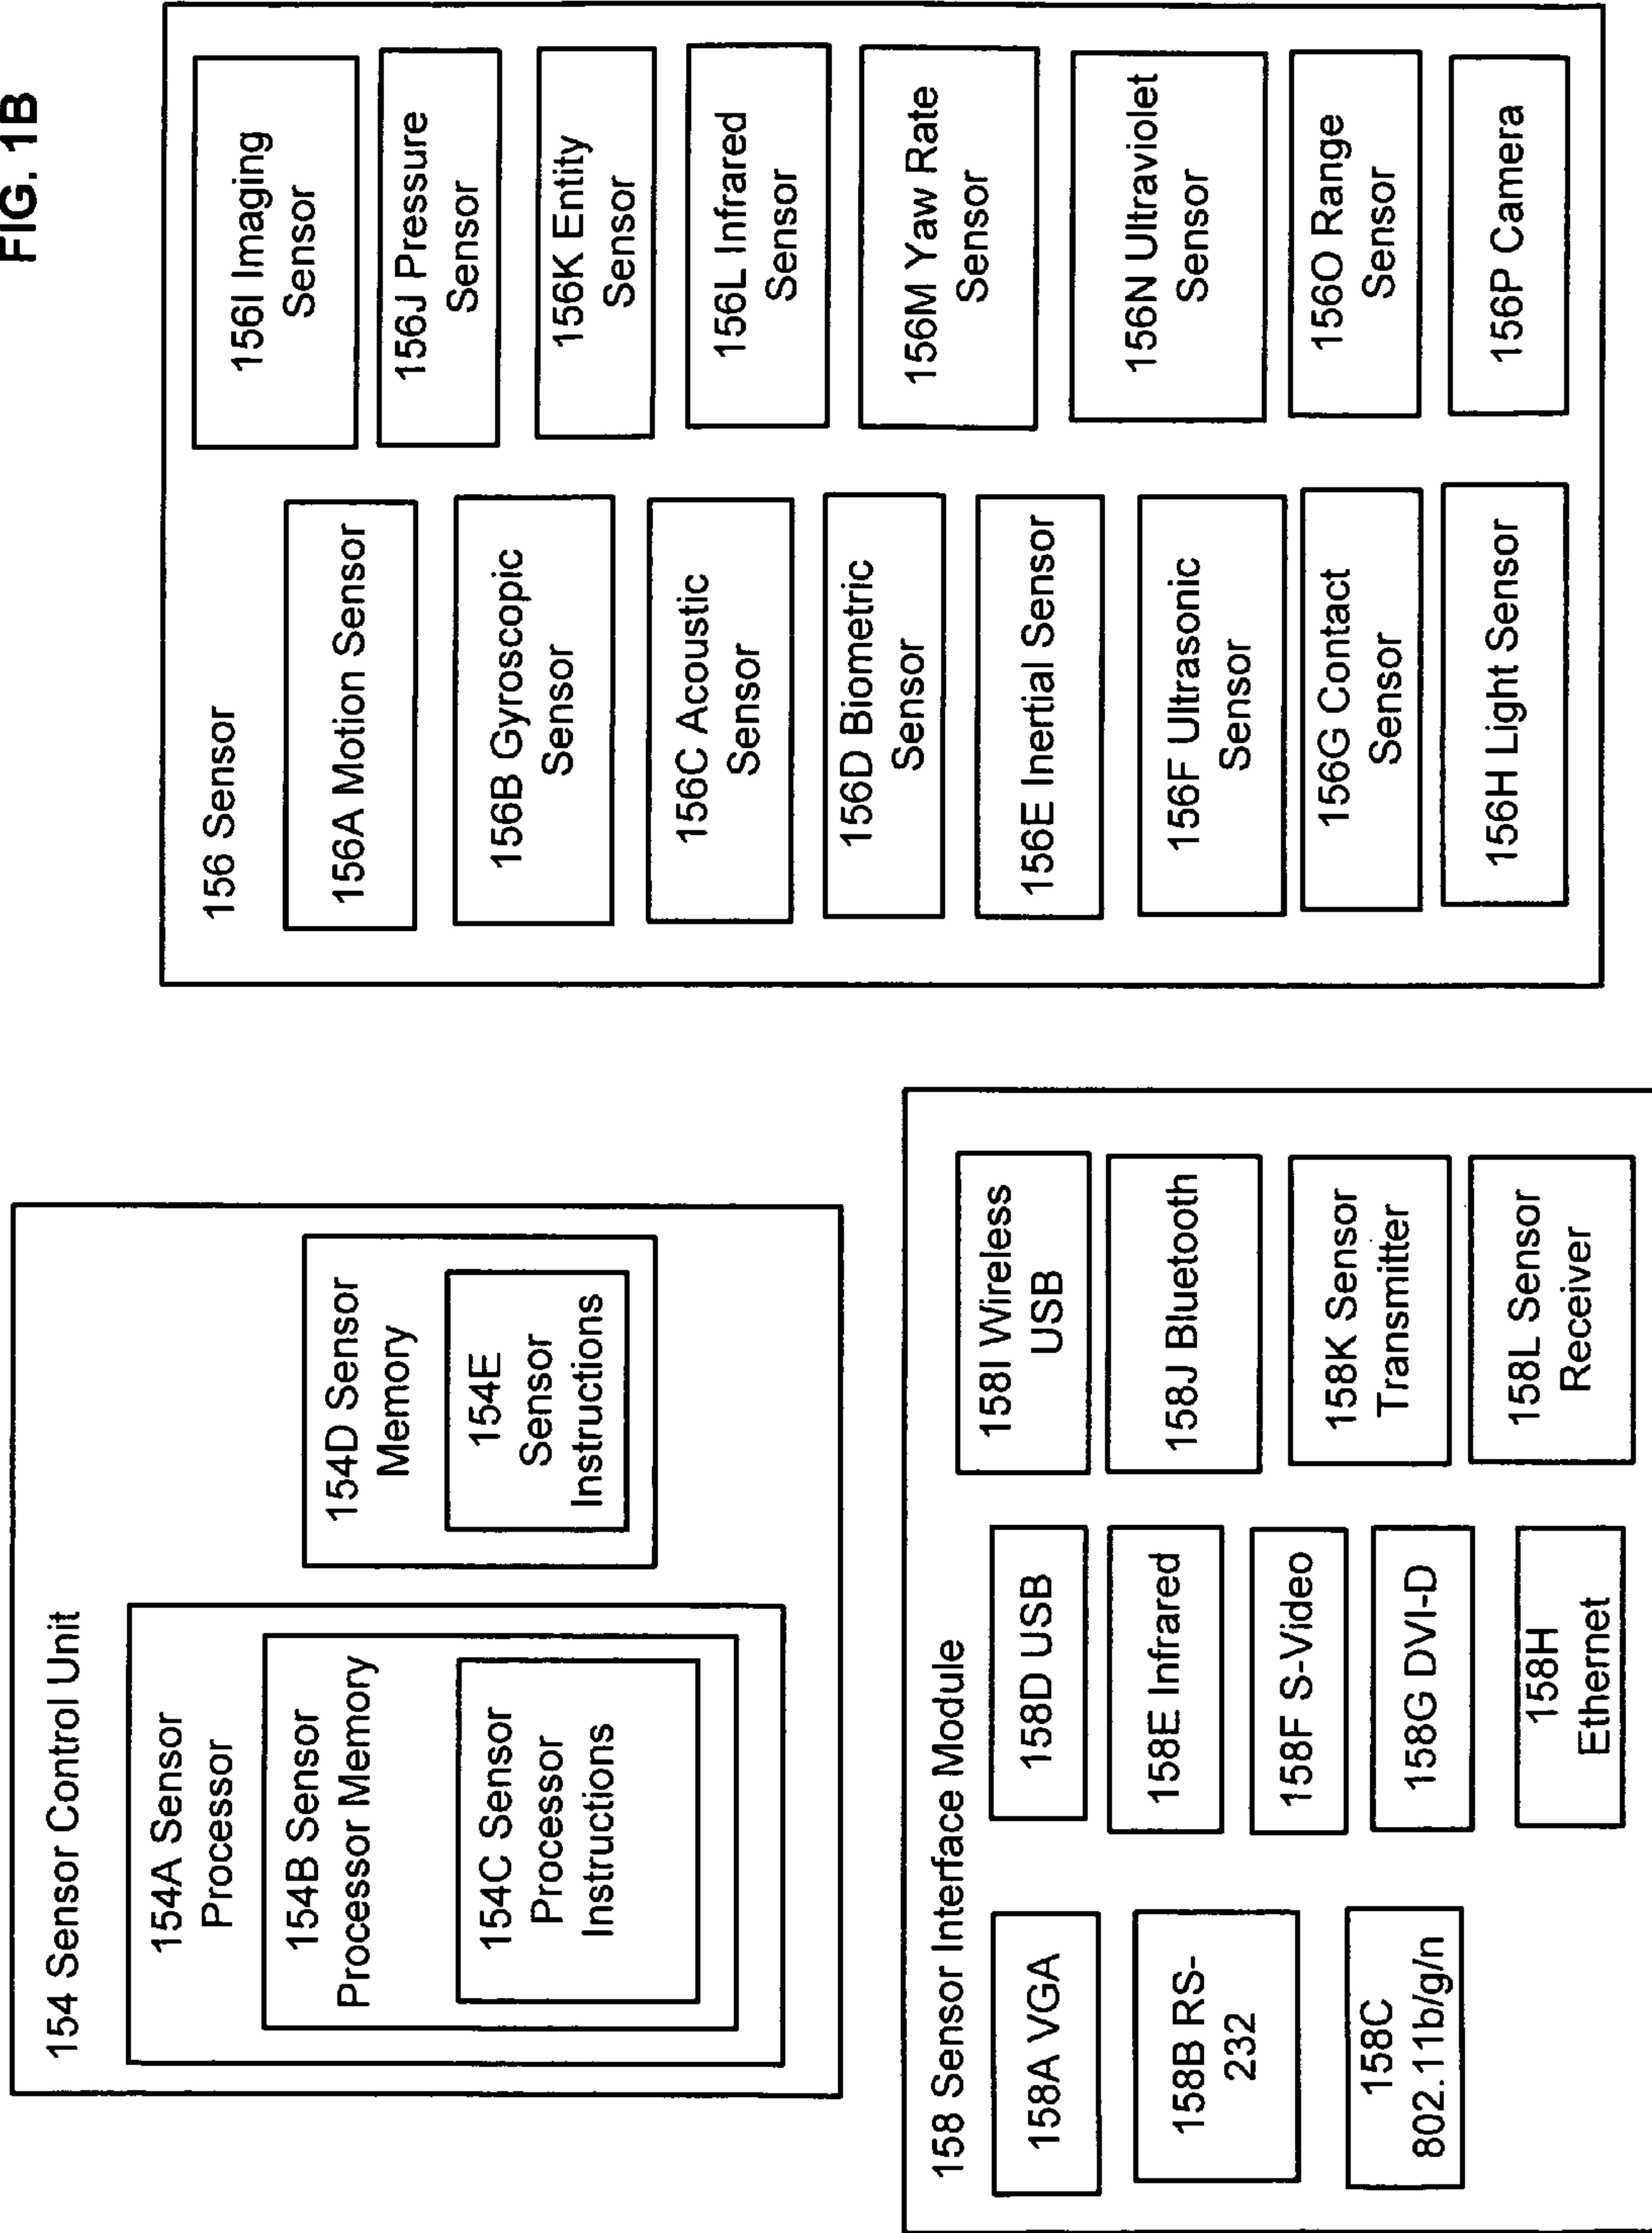 FIG. 1B
154 Sensor Control Unit
154A Sensor
Processor
154B Sensor
Processor Memory
154C Sensor
Processor
Instructions
154D Sensor
Memory
154E
Sensor
Instructions
156 Sensor
156A Motion Sensor
156B Gyroscopic
Sensor
156C Acoustic
Sensor
156D Biometric
Sensor
156E Inertial Sensor
156F Ultrasonic
Sensor
156G Contact
Sensor
156H Light Sensor
156I Imaging
Sensor
156J Pressure
Sensor
156K Entity
Sensor
156L Infrared
Sensor
156M Yaw Rate
Sensor
156N Ultraviolet
Sensor
156O Range
Sensor
156P Camera
158 Sensor Interface Module
158A VGA
158B RS-
232
158C
802.11b/g/n
158D USB
158E Infrared
158F S-Video
158G DVI-D
158H
Ethernet
158I Wireless
USB
158J Bluetooth
158K Sensor
Transmitter
158L Sensor
Receiver